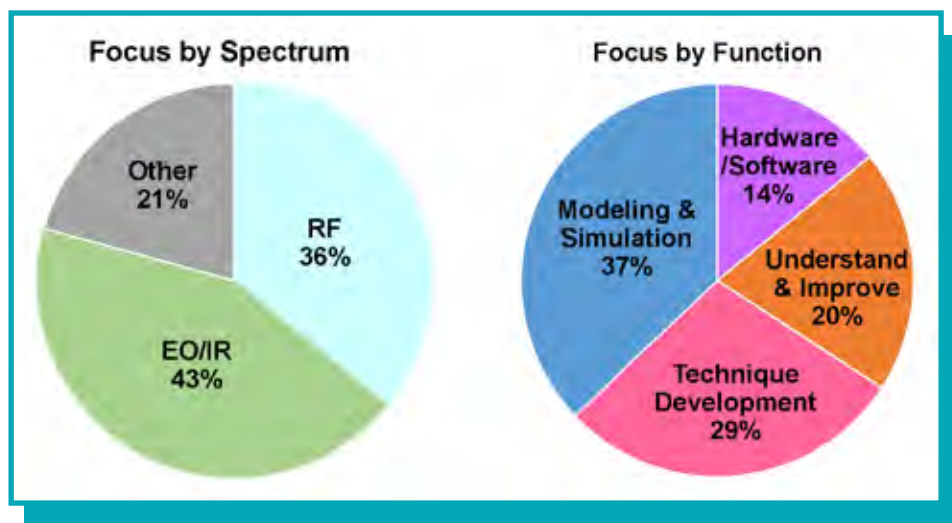 Focus by Spectrum
Other
21%
RF
36%
EO/IR
43%
Focus by Function
Hardware
/Software
14%
Modeling &
Simulation
37%
Understand
& Improve
20%
Technique
Development
29%